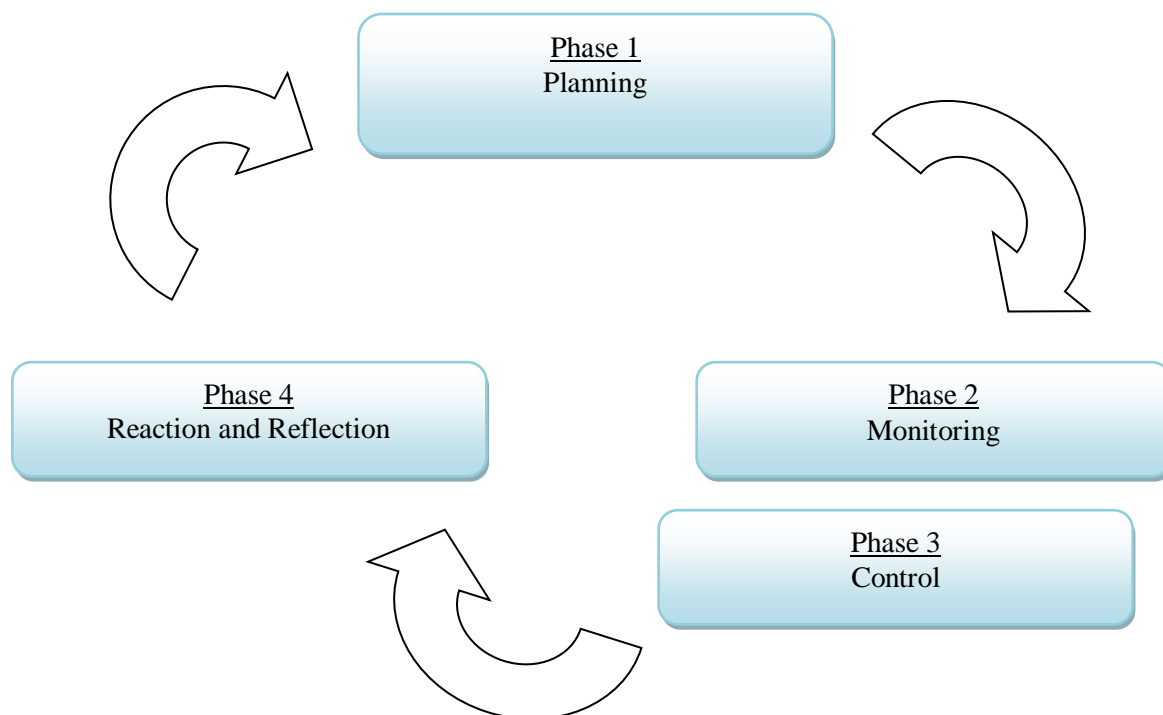 Phase 1
Planning
Phase 4
Reaction and Reflection
Phase 2
Monitoring
Phase 3
Control